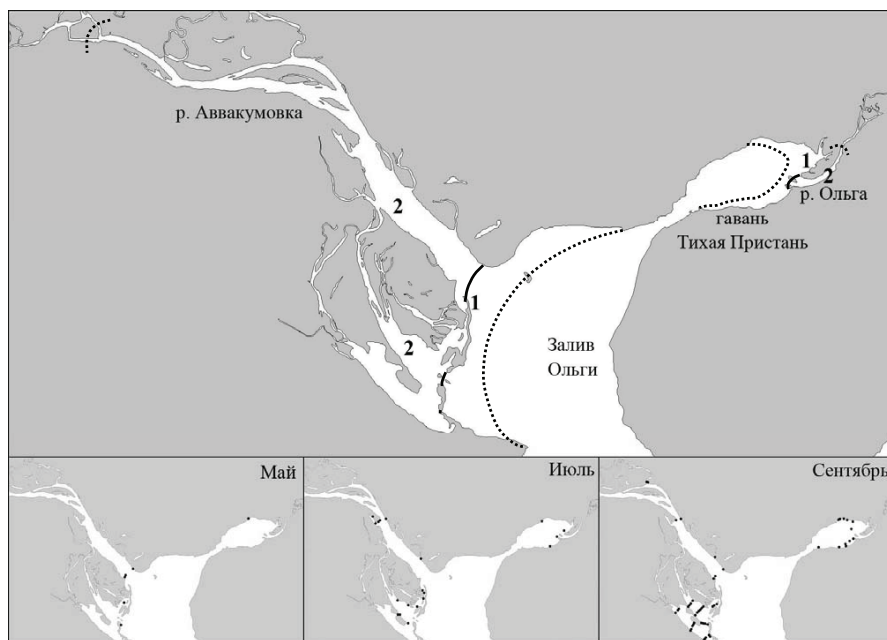 р. Аввакумовка
1
2
р. Ольга
2
гавань
Тихая Пристань
1
Залив
Ольги
2
Май
Июль
Сентябрь